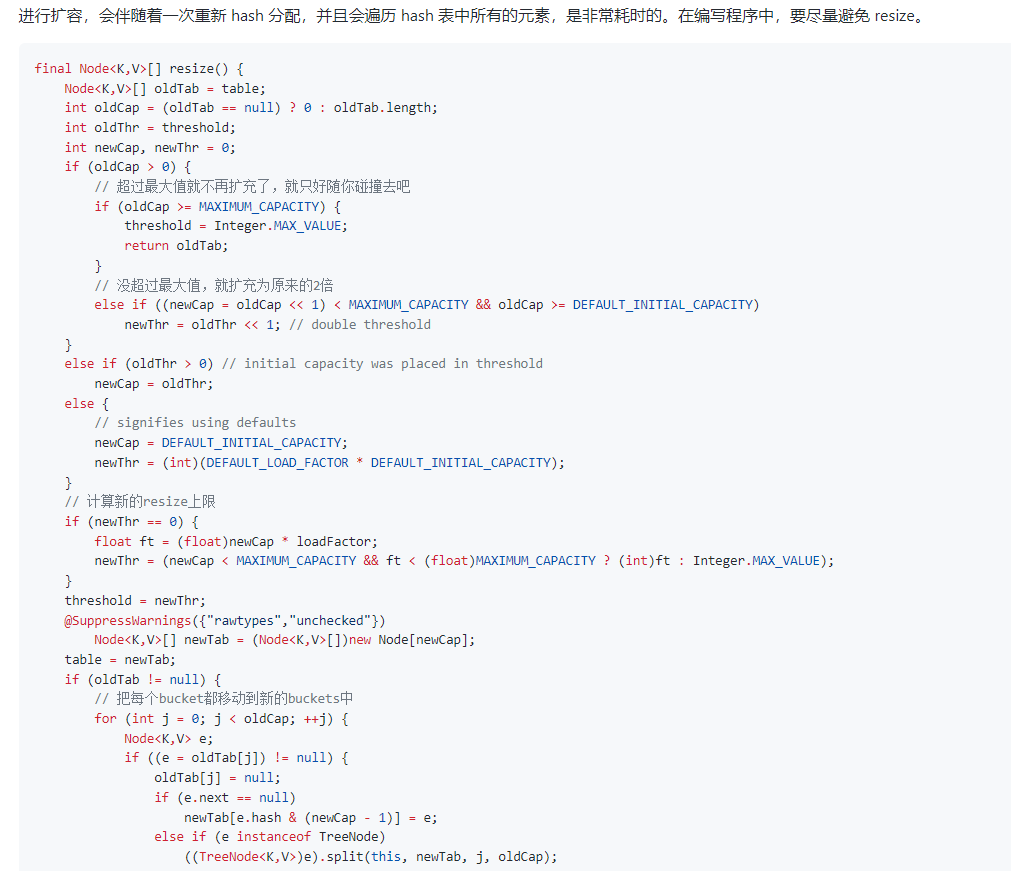 进行扩容，会伴随着一次重新 hash 分配，并且会遍历 hash 表中所有的元素，是非常耗时的。在编写程序中，要尽量避免 resize。
final Node<K,V>[] resize() {
    Node<K,V>[] oldTab = table;
    int oldCap = (oldTab == null) ? 0 : oldTab.length;
    int oldThr = threshold;
    int newCap, newThr = 0;
    if (oldCap > 0) {
        // 超过最大值就不再扩充了，就只好随你碰撞去吧
        if (oldCap >= MAXIMUM_CAPACITY) {
            threshold = Integer.MAX_VALUE;
            return oldTab;
        }
        // 没超过最大值，就扩充为原来的2倍
        else if ((newCap = oldCap << 1) < MAXIMUM_CAPACITY && oldCap >= DEFAULT_INITIAL_CAPACITY)
            newThr = oldThr << 1; // double threshold
    }
    else if (oldThr > 0) // initial capacity was placed in threshold
        newCap = oldThr;
    else {
        // signifies using defaults
        newCap = DEFAULT_INITIAL_CAPACITY;
        newThr = (int)(DEFAULT_LOAD_FACTOR * DEFAULT_INITIAL_CAPACITY);
    }
    // 计算新的resize上限
    if (newThr == 0) {
        float ft = (float)newCap * loadFactor;
        newThr = (newCap < MAXIMUM_CAPACITY && ft < (float)MAXIMUM_CAPACITY ? (int)ft : Integer.MAX_VALUE);
    }
    threshold = newThr;
    @SuppressWarnings({"rawtypes","unchecked"})
        Node<K,V>[] newTab = (Node<K,V>[])new Node[newCap];
    table = newTab;
    if (oldTab != null) {
        // 把每个bucket都移动到新的buckets中
        for (int j = 0; j < oldCap; ++j) {
            Node<K,V> e;
            if ((e = oldTab[j]) != null) {
                oldTab[j] = null;
                if (e.next == null)
                    newTab[e.hash & (newCap - 1)] = e;
                else if (e instanceof TreeNode)
                    ((TreeNode<K,V>)e).split(this, newTab, j, oldCap);